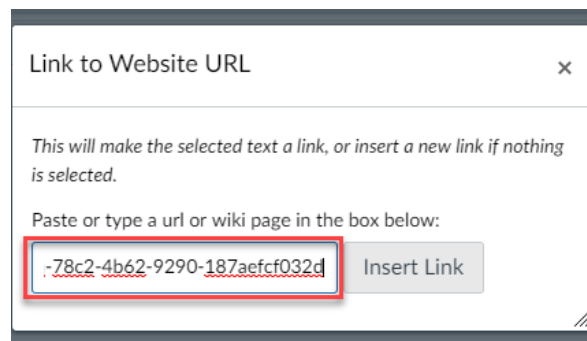 Link to Website URL
×
This will make the selected text a link, or insert a new link if nothing
is selected.
Paste or type a url or wiki page in the box below:
-78c2-4b62-9290-187aefcf032d
Insert Link